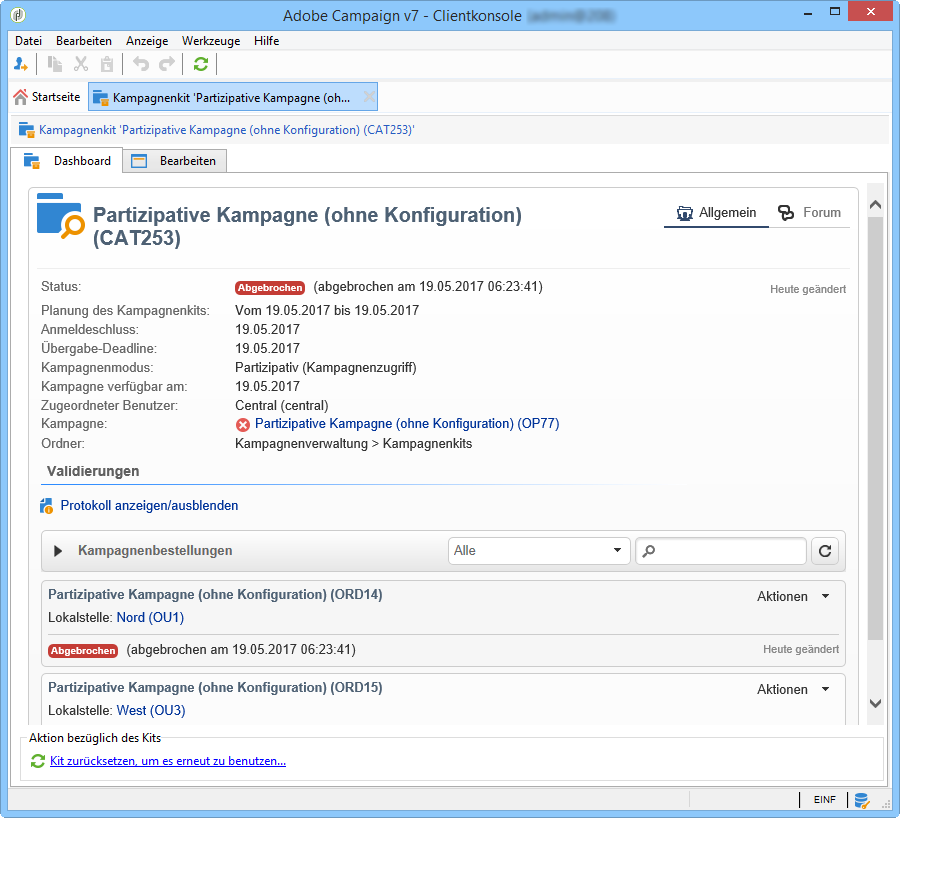 Adobe Campaign v7 - Clientkonsole
Datei Bearbeiten Anzeige Werkzeuge Hilfe
Startseite Kampagnenkit 'Partizipative Kampagne (oh...
Kampagnenkit 'Partizipative Kampagne (ohne Konfiguration) (CAT253)'
Dashboard Bearbeiten
Partizipative Kampagne (ohne Konfiguration)
(CAT253)
Allgemein Forum
Status: Abgebrochen (abgebrochen am 19.05.2017 06:23:41) Heute geändert
Planung des Kampagnenkits: Vom 19.05.2017 bis 19.05.2017
Anmeldeschluss: 19.05.2017
Übergabe-Deadline: 19.05.2017
Kampagnenmodus: Partizipativ (Kampagnenzugriff)
Kampagne verfügbar am: 19.05.2017
Zugeordneter Benutzer: Central (central)
Kampagne: Partizipative Kampagne (ohne Konfiguration) (OP77)
Ordner: Kampagnenverwaltung > Kampagnenkits
Validierungen
Protokoll anzeigen/ausblenden
Kampagnenbestellungen Alle
Partizipative Kampagne (ohne Konfiguration) (ORD14) Aktionen
Lokalstelle: Nord (OU1)
Abgebrochen (abgebrochen am 19.05.2017 06:23:41) Heute geändert
Partizipative Kampagne (ohne Konfiguration) (ORD15) Aktionen
Lokalstelle: West (OU3)
Aktion bezüglich des Kits
Kit zurücksetzen, um es erneut zu benutzen...
EINF